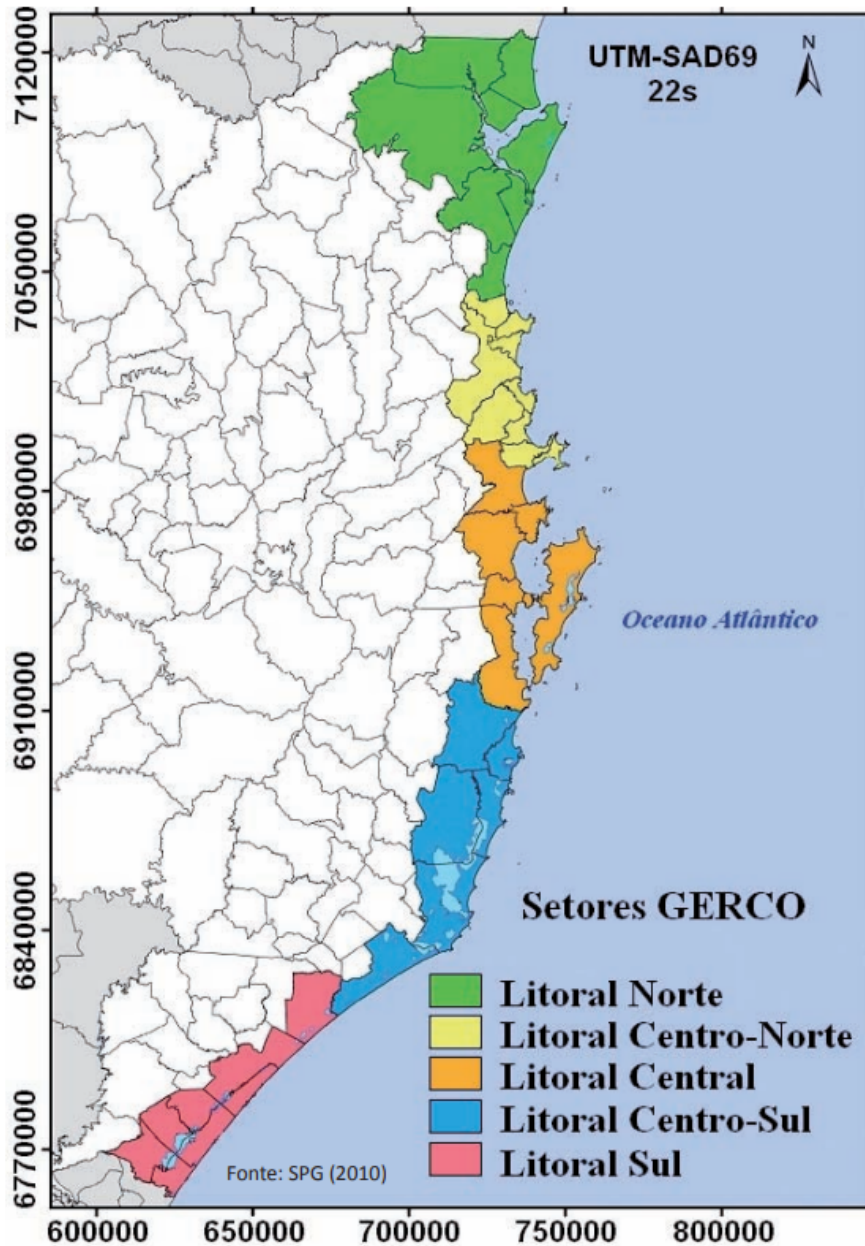 UTM-SAD69
22s
N
7120000
7050000
6980000
6910000
6840000
6770000
Oceano Atlântico
Setores GERCO
Litoral Norte
Litoral Centro-Norte
Litoral Central
Litoral Centro-Sul
Litoral Sul
Fonte: SPG (2010)
600000 650000 700000 750000 800000